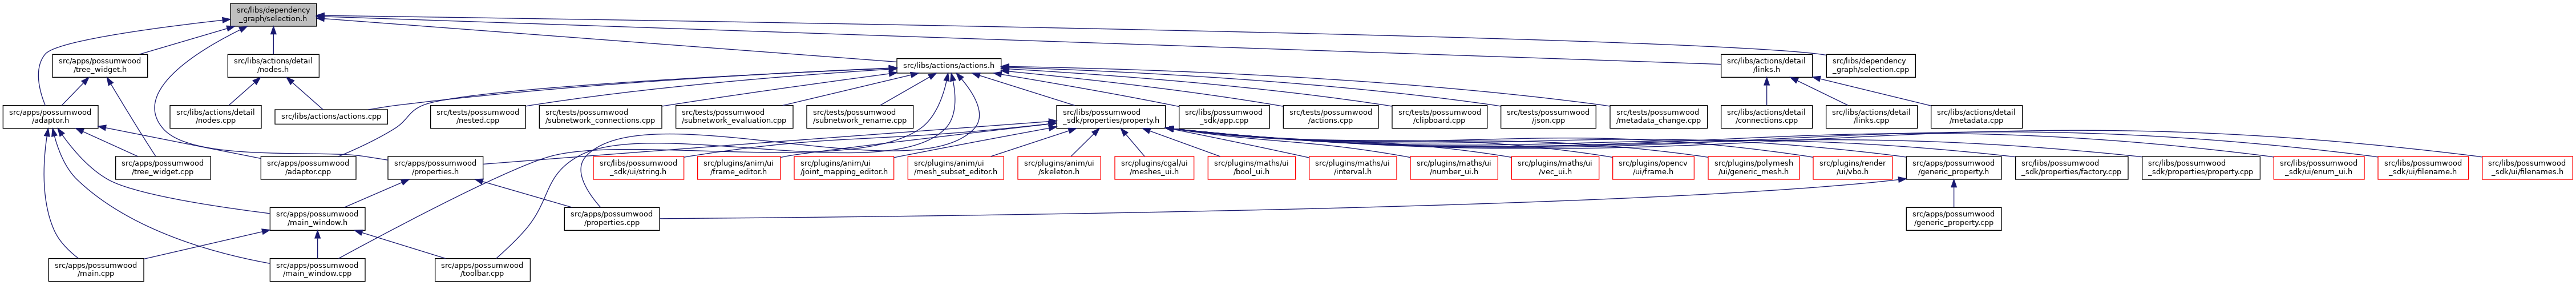 src/libs/dependency
_graph/selection.h
src/apps/possumwood
/tree_widget.h
src/libs/actions/detail
/nodes.h
src/libs/actions/actions.h
src/libs/actions/detail
/links.h
src/libs/dependency
_graph/selection.cpp
src/apps/possumwood
/adaptor.h
src/libs/actions/detail
/nodes.cpp
src/libs/actions/actions.cpp
src/tests/possumwood
/nested.cpp
src/tests/possumwood
/subnetwork_connections.cpp
src/tests/possumwood
/subnetwork_evaluation.cpp
src/tests/possumwood
/subnetwork_rename.cpp
src/libs/possumwood
_sdk/properties/property.h
src/libs/possumwood
_sdk/app.cpp
src/tests/possumwood
/actions.cpp
src/tests/possumwood
/clipboard.cpp
src/tests/possumwood
/json.cpp
src/tests/possumwood
/metadata_change.cpp
src/libs/actions/detail
/connections.cpp
src/libs/actions/detail
/links.cpp
src/libs/actions/detail
/metadata.cpp
src/apps/possumwood
/tree_widget.cpp
src/apps/possumwood
/adaptor.cpp
src/apps/possumwood
/properties.h
src/libs/possumwood
_sdk/ui/string.h
src/plugins/anim/ui
/frame_editor.h
src/plugins/anim/ui
/joint_mapping_editor.h
src/plugins/anim/ui
/mesh_subset_editor.h
src/plugins/anim/ui
/skeleton.h
src/plugins/cgal/ui
/meshes_ui.h
src/plugins/maths/ui
/bool_ui.h
src/plugins/maths/ui
/interval.h
src/plugins/maths/ui
/number_ui.h
src/plugins/maths/ui
/vec_ui.h
src/plugins/opencv
/ui/frame.h
src/plugins/polymesh
/ui/generic_mesh.h
src/plugins/render
/ui/vbo.h
src/apps/possumwood
/generic_property.h
src/libs/possumwood
_sdk/properties/factory.cpp
src/libs/possumwood
_sdk/properties/property.cpp
src/libs/possumwood
_sdk/ui/enum_ui.h
src/libs/possumwood
_sdk/ui/filename.h
src/libs/possumwood
_sdk/ui/filenames.h
src/apps/possumwood
/main_window.h
src/apps/possumwood
/properties.cpp
src/apps/possumwood
/generic_property.cpp
src/apps/possumwood
/main.cpp
src/apps/possumwood
/main_window.cpp
src/apps/possumwood
/toolbar.cpp